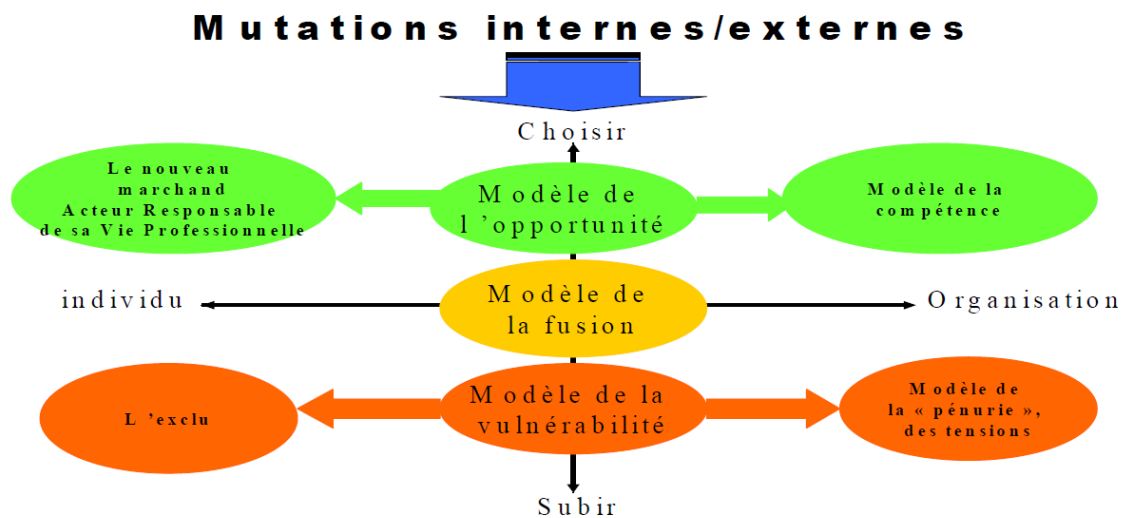 Mutations internes/externes
Choisir
Le nouveau
marchand
Acteur Responsable
de sa Vie Professionnelle
Modèle de
l 'opportunité
Modèle de la
compétence
individu
Modèle de
la fusion
Organisation
L 'exclu
Modèle de la
vulnérabilité
Modèle de
la « pénurie »,
des tensions
Subir